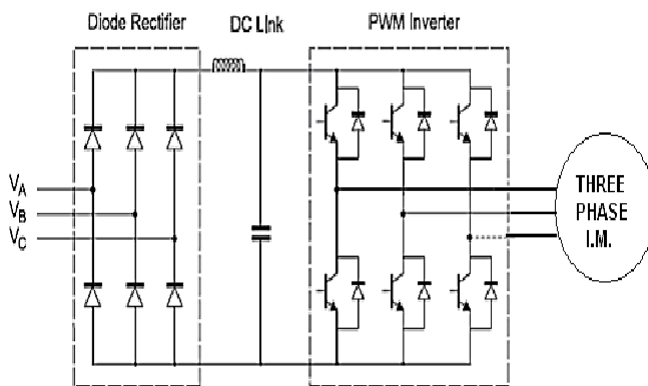 Diode Rectifier
DC Link
PWM Inverter
VA
VB
VC
THREE
PHASE
I.M.